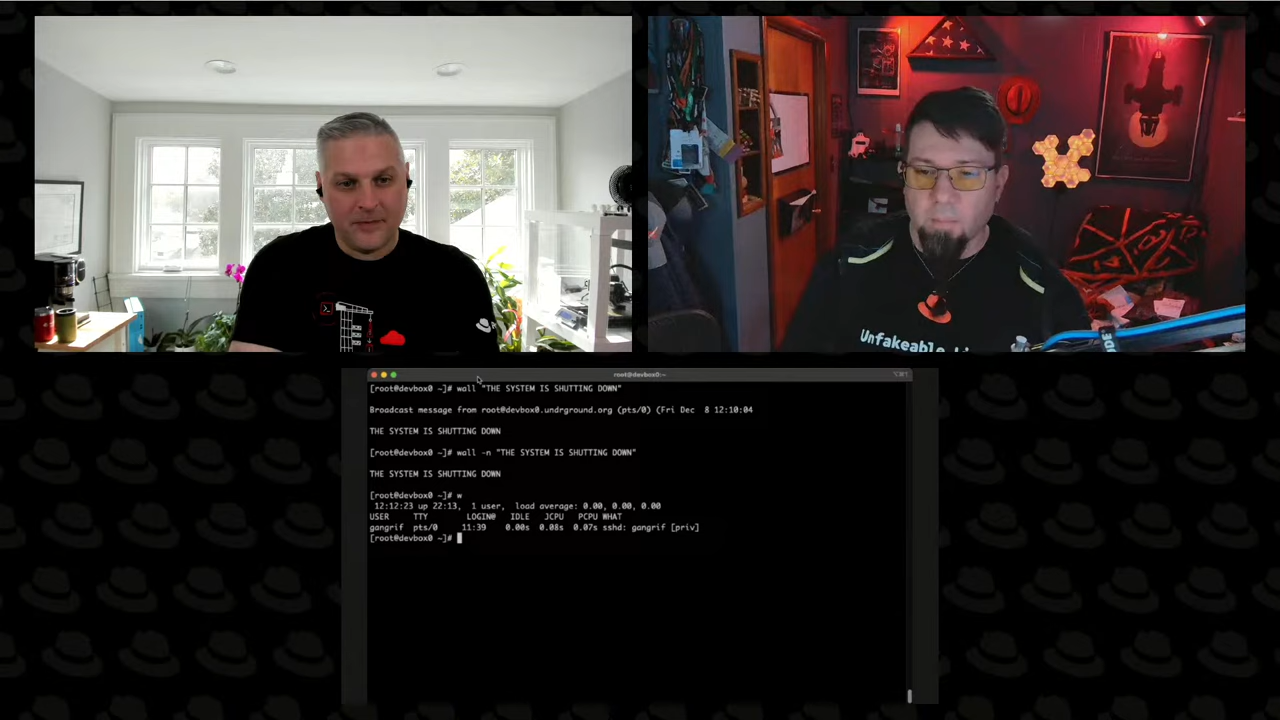 Unfakeable Li
root@devbox0:~
[root@devbox0 ~]# wall "THE SYSTEM IS SHUTTING DOWN"
Broadcast message from root@devbox0.undrground.org (pts/0) (Fri Dec  8 12:10:04
THE SYSTEM IS SHUTTING DOWN
[root@devbox0 ~]# wall -n "THE SYSTEM IS SHUTTING DOWN"
THE SYSTEM IS SHUTTING DOWN
[root@devbox0 ~]# w
12:12:23 up 22:13,  1 user,  load average: 0.00, 0.00, 0.00
USER     TTY        LOGIN@   IDLE   JCPU   PCPU WHAT
gangrif  pts/0     11:39    0.00s  0.08s  0.07s sshd: gangrif [priv]
[root@devbox0 ~]#